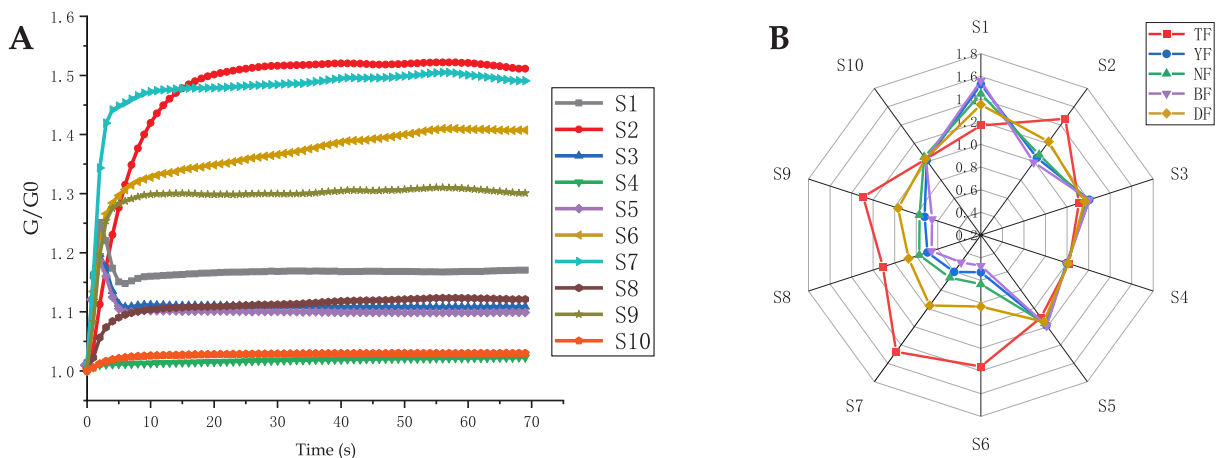 A
1.6
1.5
1.4
1.3
1.2
1.1
1.0
G/G0
0 10 20 30 40 50 60 70
Time (s)
S1
S2
S3
S4
S5
S6
S7
S8
S9
S10
B
S1
S2
S3
S4
S5
S6
S7
S8
S9
S10
1.8
1.6
1.2
1.0
0.8
0.6
0.4
0.2
TF
YF
NF
BF
DF